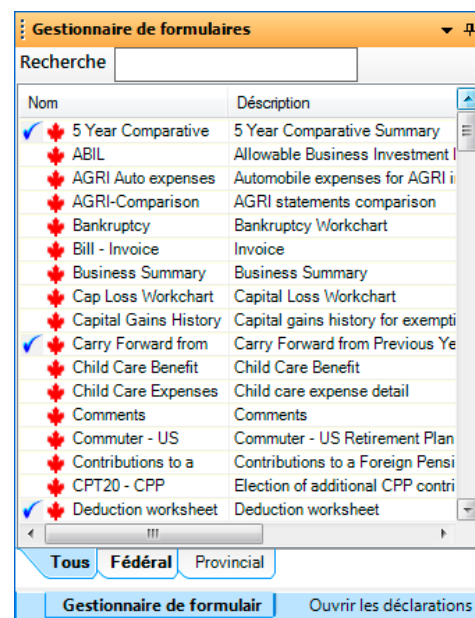 Gestionnaire de formulaires
Recherche
Nom Déscription
5 Year Comparative 5 Year Comparative Summary
ABIL Allowable Business Investment
AGRI Auto expenses Automobile expenses for AGRI i
AGRI-Comparison AGRI statements comparison
Bankruptcy Bankruptcy Workchart
Bill - Invoice Invoice
Business Summary Business Summary
Cap Loss Workchart Capital Loss Workchart
Capital Gains History Capital gains history for exempti
Carry Forward from Carry Forward from Previous Ye
Child Care Benefit Child Care Benefit
Child Care Expenses Child care expense detail
Comments Comments
Commuter - US Commuter - US Retirement Plan
Contributions to a Contributions to a Foreign Pensi
CPT20 - CPP Election of additional CPP contri
Deduction worksheet Deduction worksheet
Tous Fédéral Provincial
Gestionnaire de formulair Ouvrir les déclarations